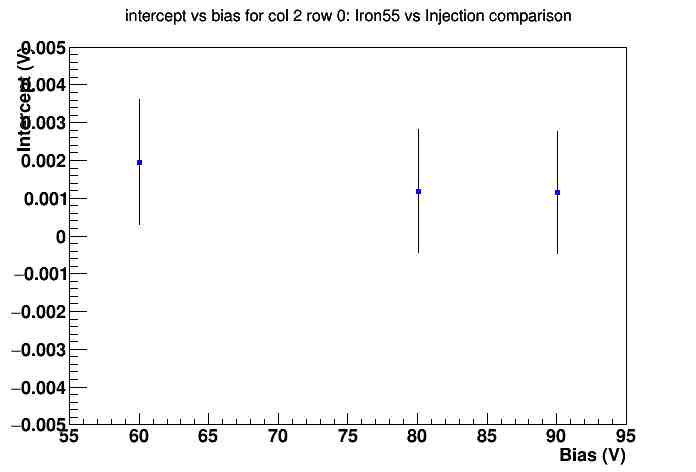 intercept vs bias for col 2 row 0: Iron55 vs Injection comparison
Intercept (V)
0.005
0.004
0.003
0.002
0.001
0
−0.001
−0.002
−0.003
−0.004
−0.005
55 60 65 70 75 80 85 90 95
Bias (V)